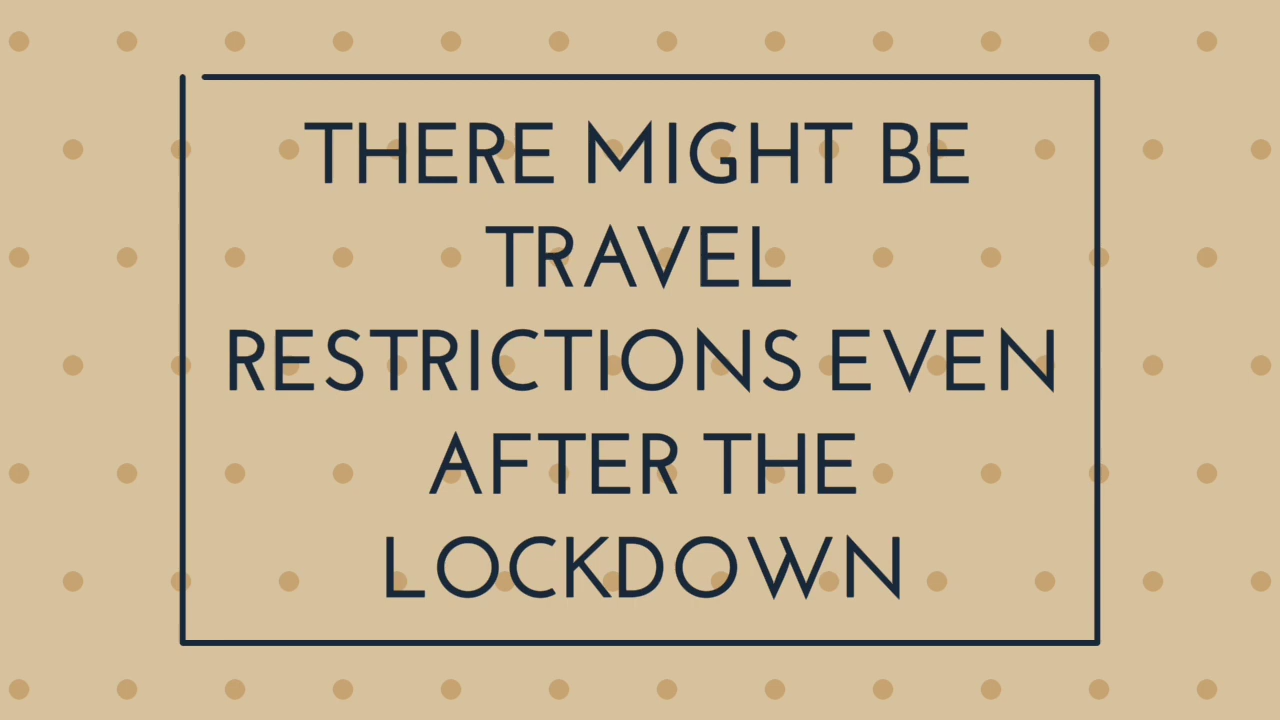 THERE MIGHT BE
TRAVEL
RESTRICTIONS EVEN
AFTER THE
LOCKDOWN